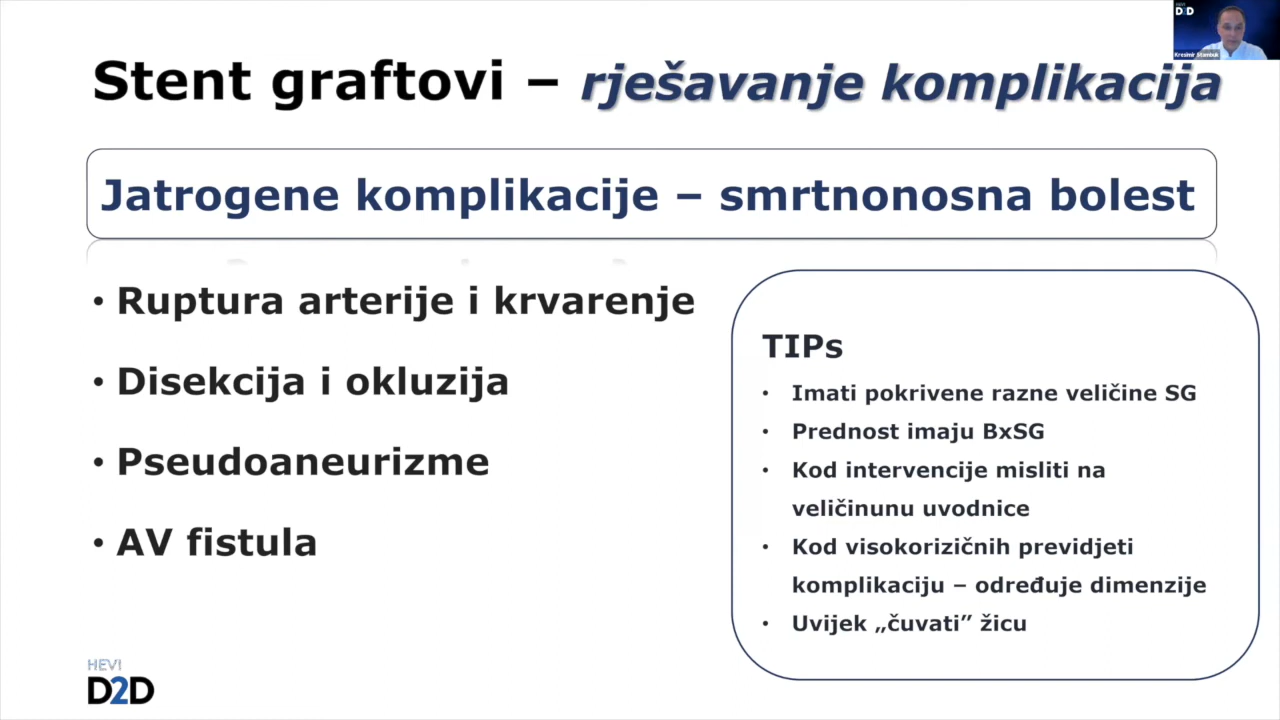 HEVI
D2D
Stent graftovi – rješavanje komplikacija
Jatrogene komplikacije – smrtnonosna bolest
• Ruptura arterije i krvarenje
• Disekcija i okluzija
• Pseudoaneurizme
• AV fistula
TIPs
• Imati pokrivene razne veličine SG
• Prednost imaju BxSG
• Kod intervencije misliti na
veličinunu uvodnice
• Kod visokorizičnih previdjeti
komplikaciju – određuje dimenzije
• Uvijek „čuvati” žicu
HEVI
D2D